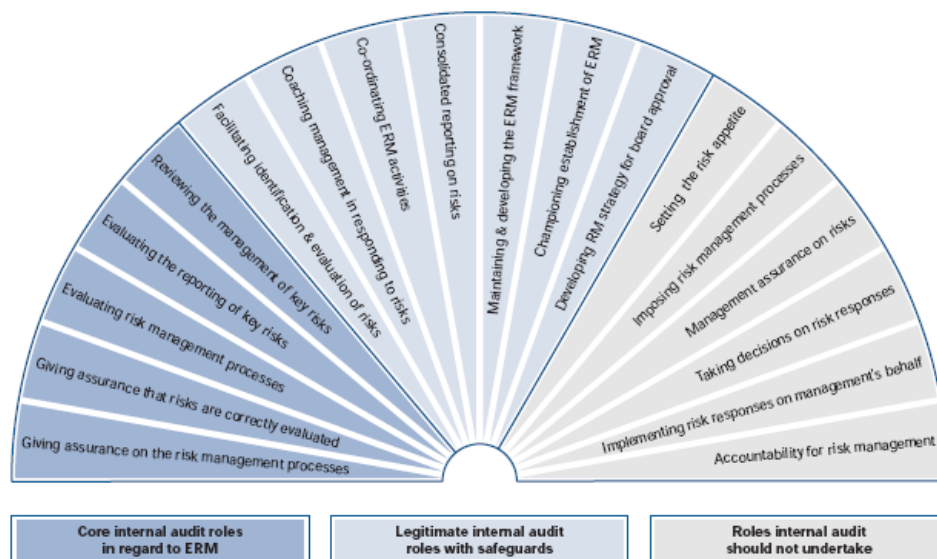 Giving assurance on the risk management processes
Giving assurance that risks are correctly evaluated
Evaluating risk management processes
Evaluating the reporting of key risks
Reviewing the management of key risks
Facilitating identification & evaluation of risks
Coaching management in responding to risks
Co-ordinating ERM activities
Consolidated reporting on risks
Maintaining & developing the ERM framework
Championing establishment of ERM
Developing RM strategy for board approval
Setting the risk appetite
Imposing risk management processes
Management assurance on risks
Taking decisions on risk responses
Implementing risk responses on management's behalf
Accountability for risk management
Core internal audit roles
in regard to ERM
Legitimate internal audit
roles with safeguards
Roles internal audit
should not undertake